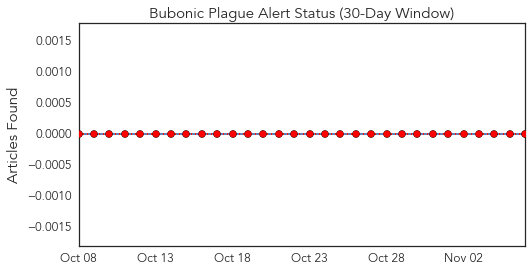 Bubonic Plague Alert Status (30-Day Window)
Articles Found
0.0015
0.0010
0.0005
0.0000
−0.0005
−0.0010
−0.0015
Oct 08 Oct 13 Oct 18 Oct 23 Oct 28 Nov 02